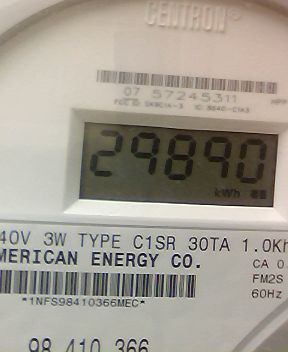 CENTRON®
07 57245311
29890
kWh
40V 3W TYPE C1SR 30TA 1.0Kh
MERICAN ENERGY CO.
CA 0.
FM2S
*1NFS98410366MEC*
60Hz
98 410 366